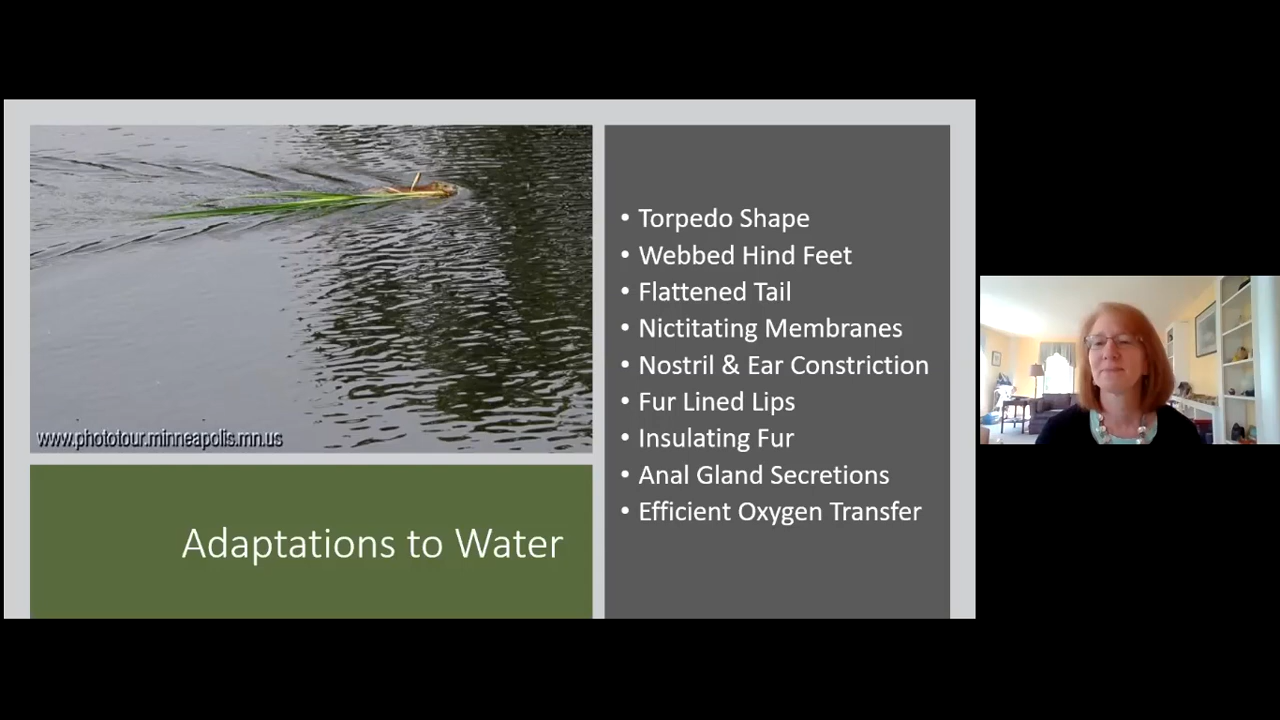 www.phototour.minneapolis.mn.us
Adaptations to Water
• Torpedo Shape
• Webbed Hind Feet
• Flattened Tail
• Nictitating Membranes
• Nostril & Ear Constriction
• Fur Lined Lips
• Insulating Fur
• Anal Gland Secretions
• Efficient Oxygen Transfer